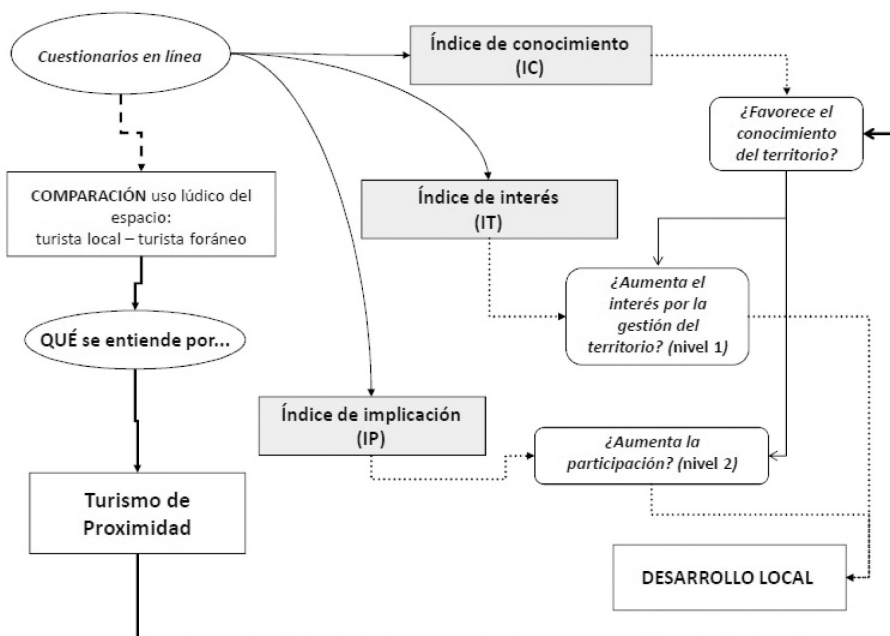 Cuestionarios en línea
Índice de conocimiento
(IC)
¿Favorece el
conocimiento
del territorio?
COMPARACIÓN uso lúdico del
espacio:
turista local – turista foráneo
Índice de interés
(IT)
¿Aumenta el
interés por la
gestión del
territorio? (nivel 1)
QUÉ se entiende por...
Índice de implicación
(IP)
¿Aumenta la
participación? (nivel 2)
Turismo de
Proximidad
DESARROLLO LOCAL